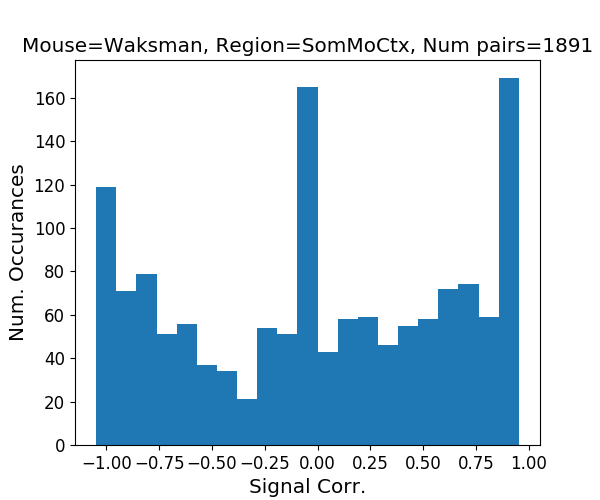 Mouse=Waksman, Region=SomMoCtx, Num pairs=1891
Num. Occurances
160
140
120
100
80
60
40
20
0
−1.00 −0.75 −0.50 −0.25 0.00 0.25 0.50 0.75 1.00
Signal Corr.